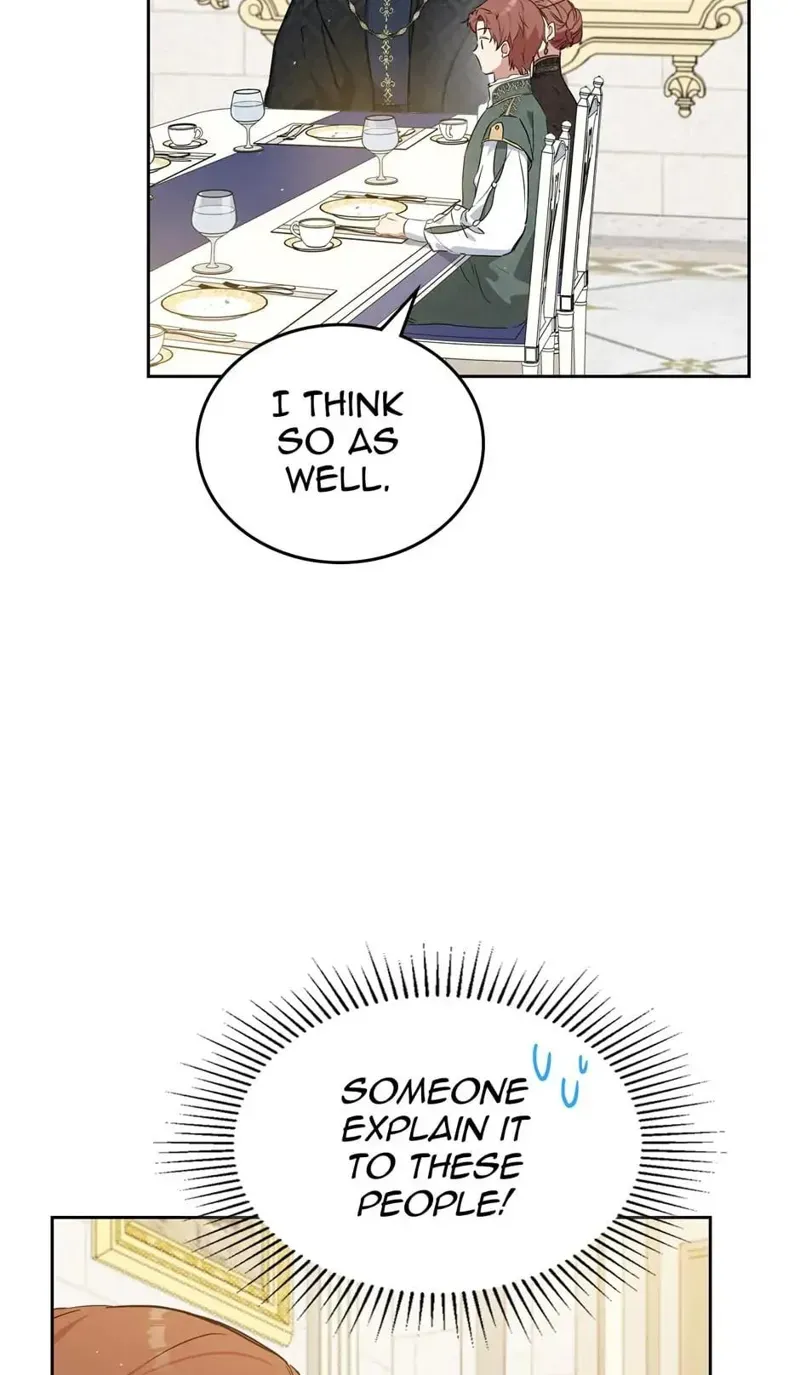 I THINK
SO AS
WELL.
SOMEONE
EXPLAIN IT
TO THESE
PEOPLE!